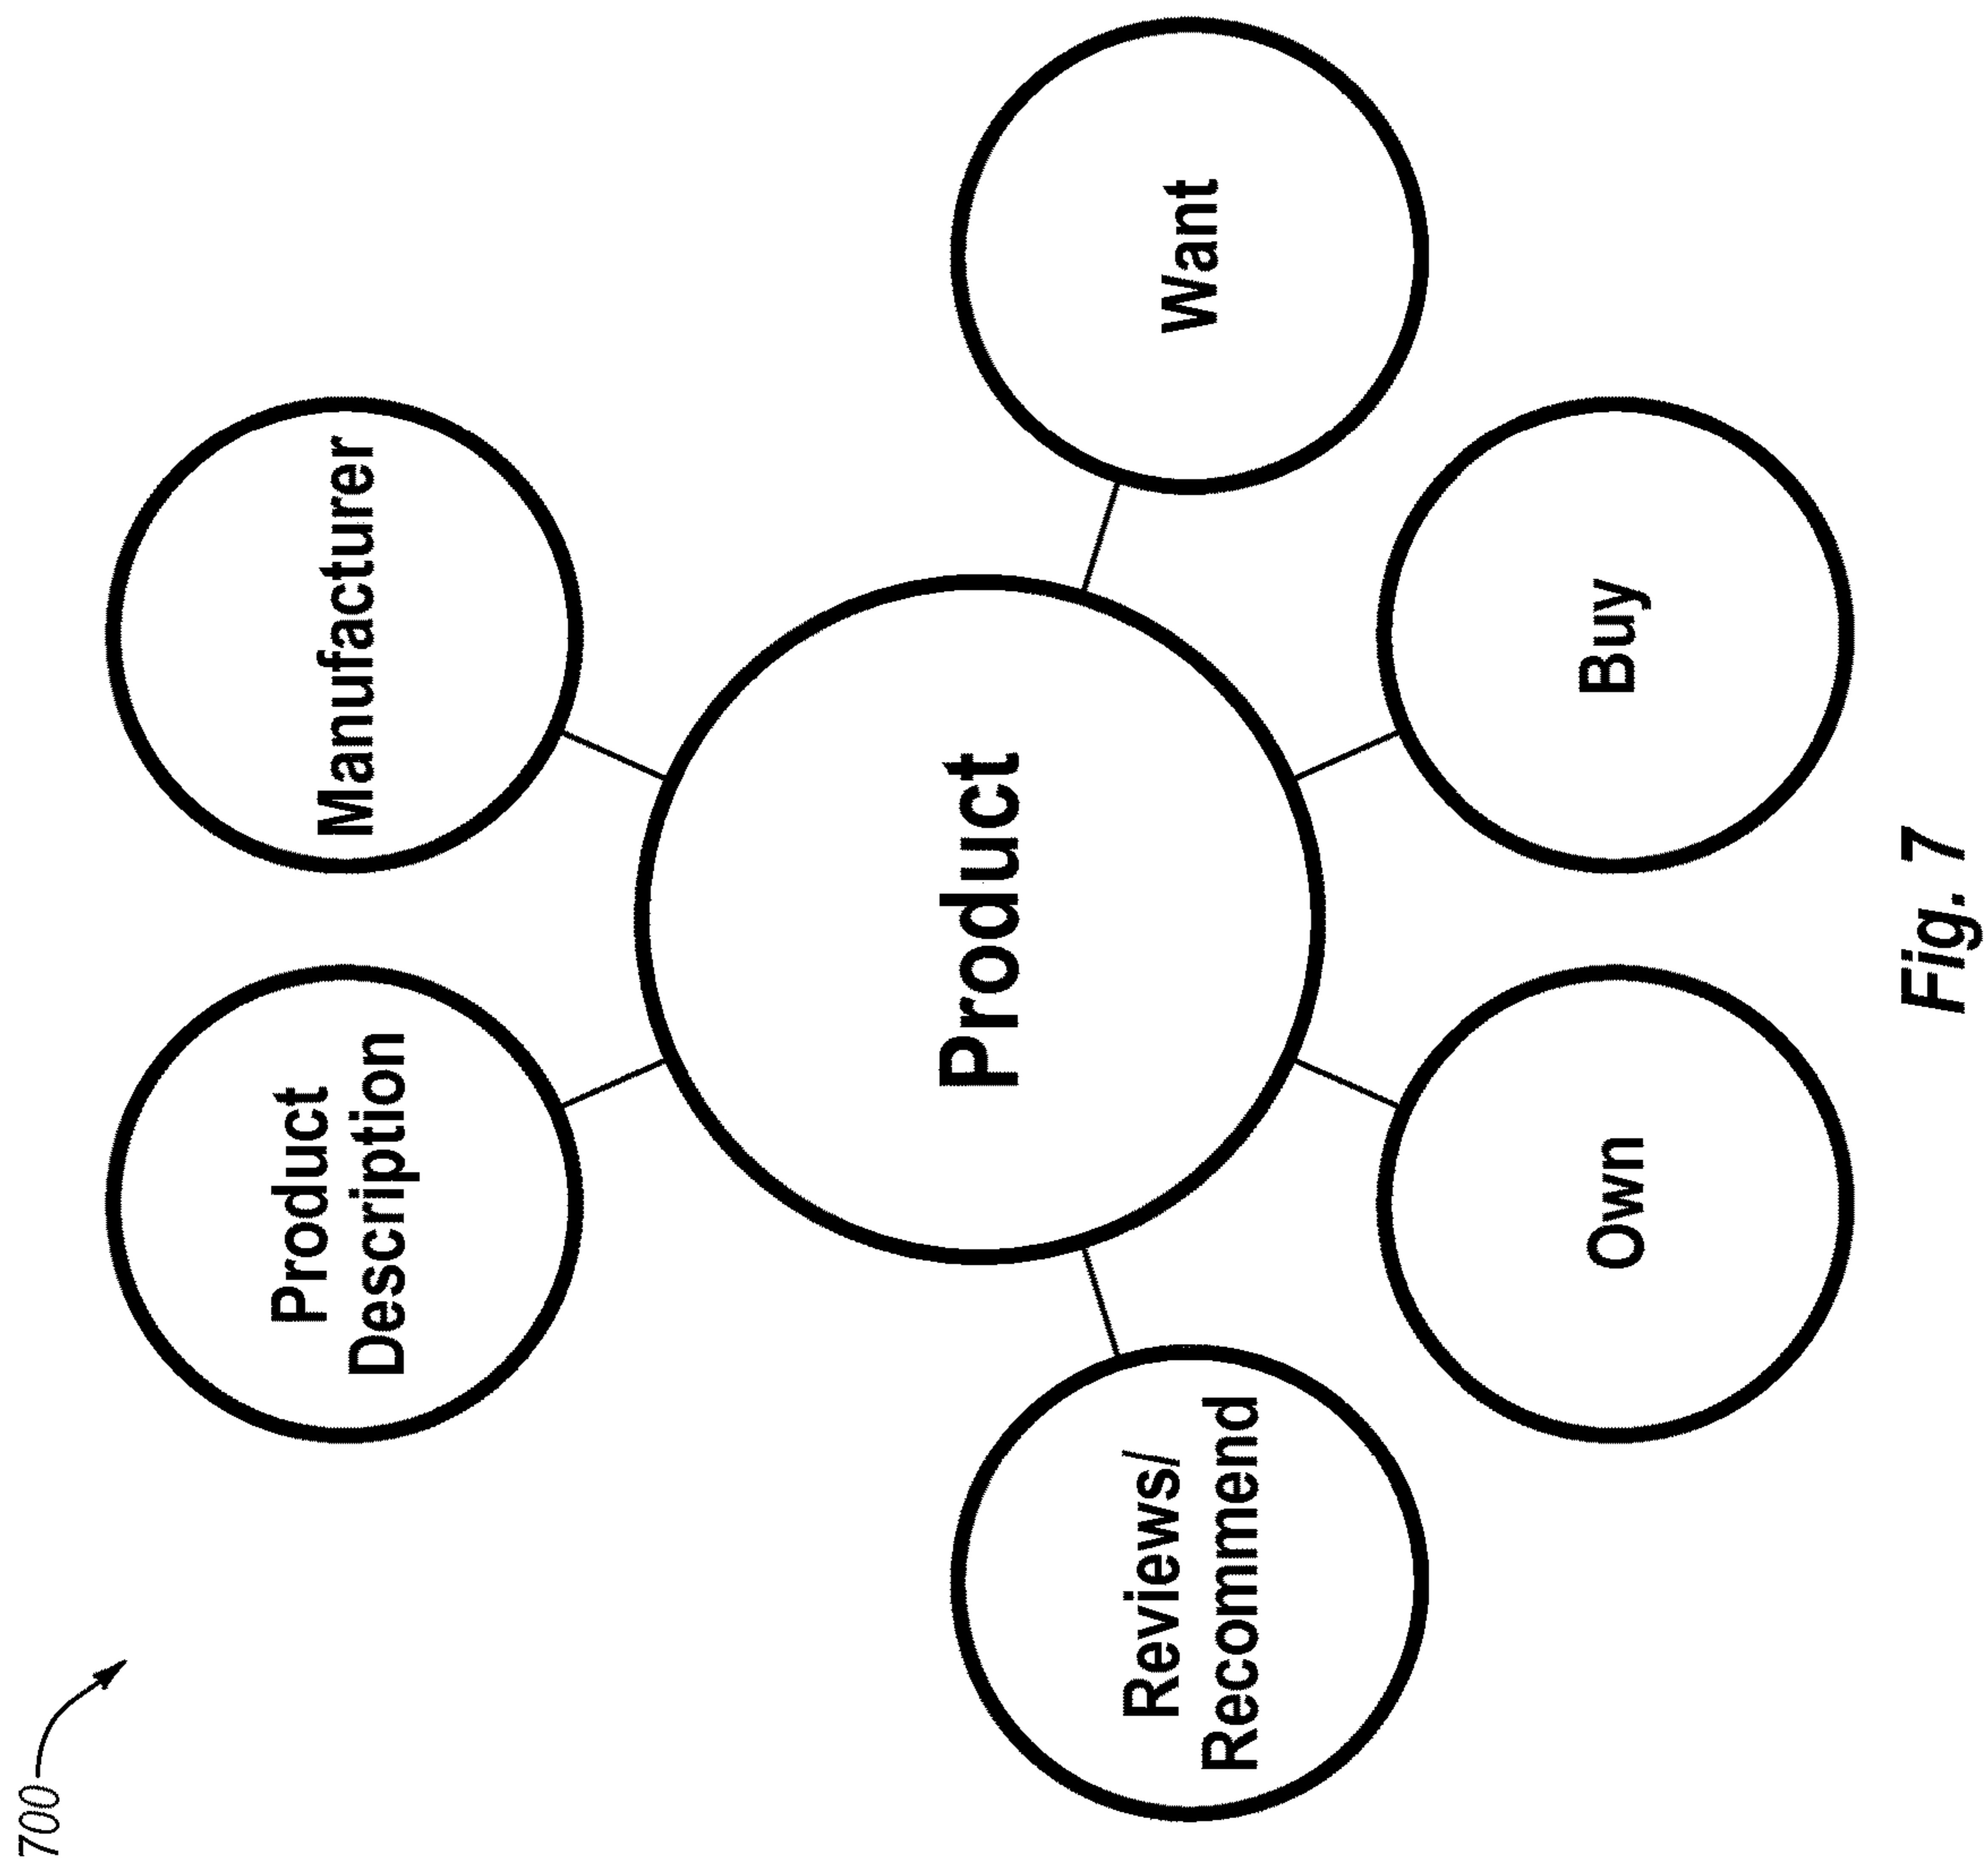 700
Product
Description
Manufacturer
Reviews/
Recommend
Product
Want
Own
Buy
Fig. 7